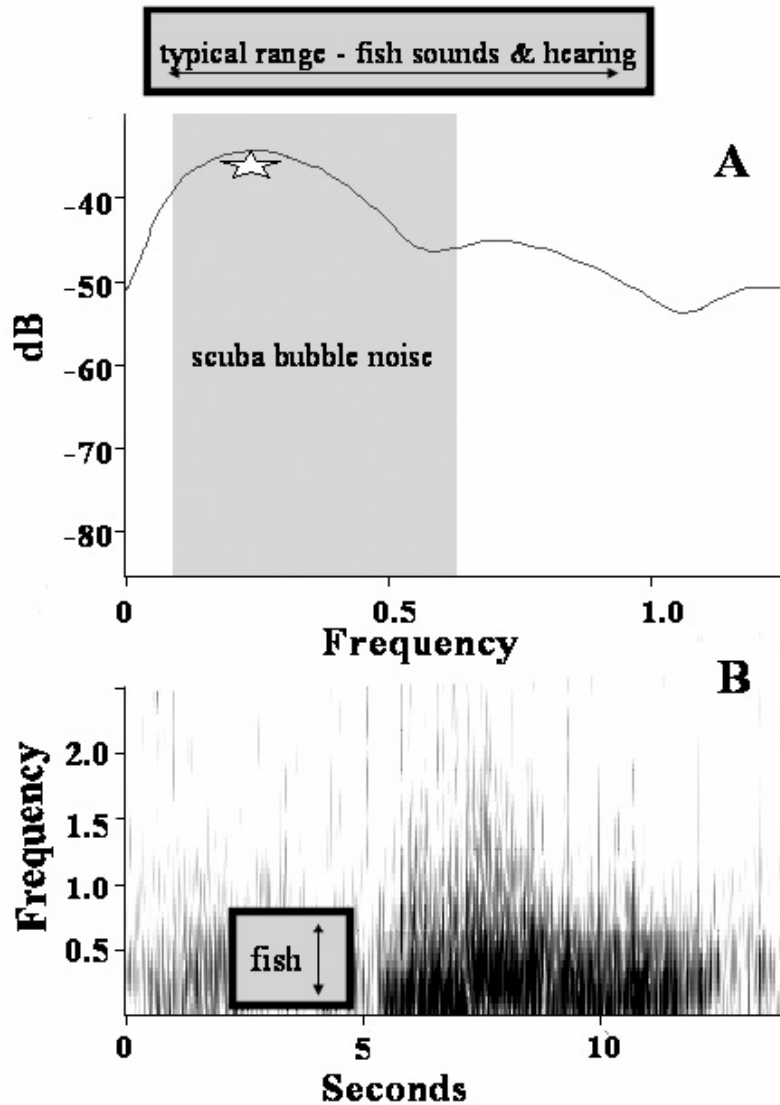 typical range - fish sounds & hearing
A
-40
-50
-60
-70
-80
dB
scuba bubble noise
0 0.5 1.0
Frequency
B
2.0
1.5
1.0
0.5
Frequency
fish
0 5 10
Seconds